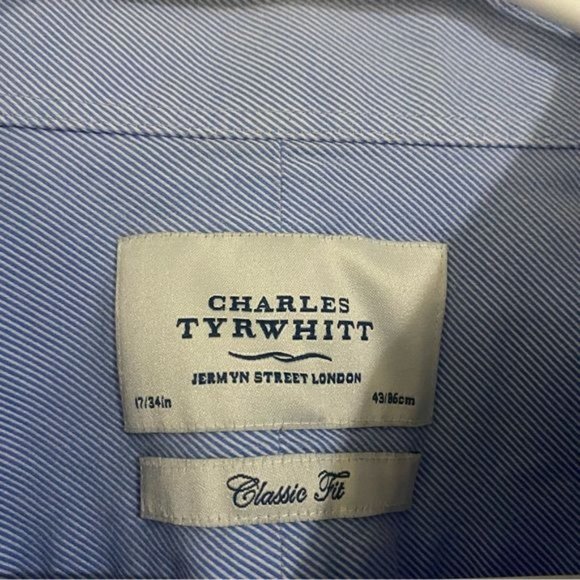 CHARLES
TYRWHITT
JERMYN STREET LONDON
17/34in 43/86cm
Classic Fit